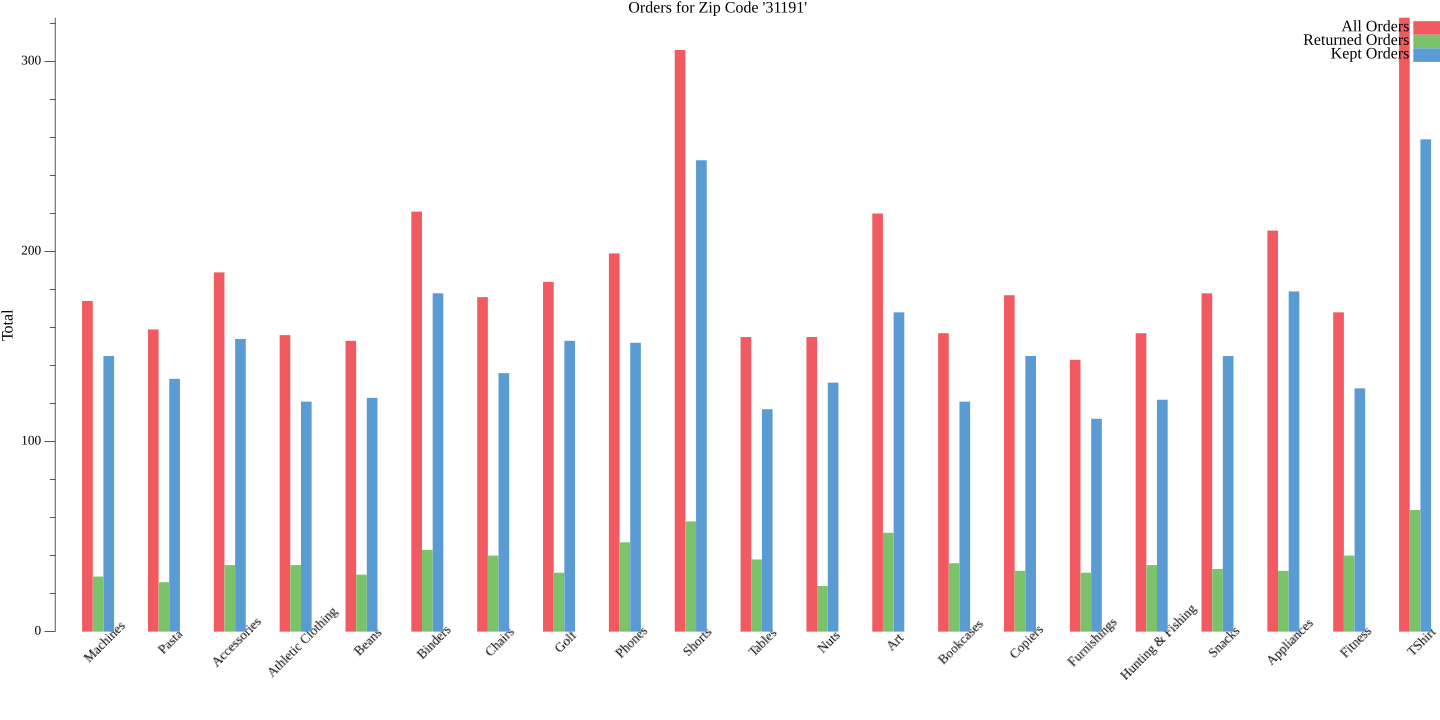 Orders for Zip Code '31191'
All Orders
Returned Orders
Kept Orders
300
200
100
0
Total
Machines
Pasta
Accessories
Athletic Clothing
Beans
Binders
Chairs
Golf
Phones
Shorts
Tables
Nuts
Art
Bookcases
Copiers
Furnishings
Hunting & Fishing
Snacks
Appliances
Fitness
TShirt